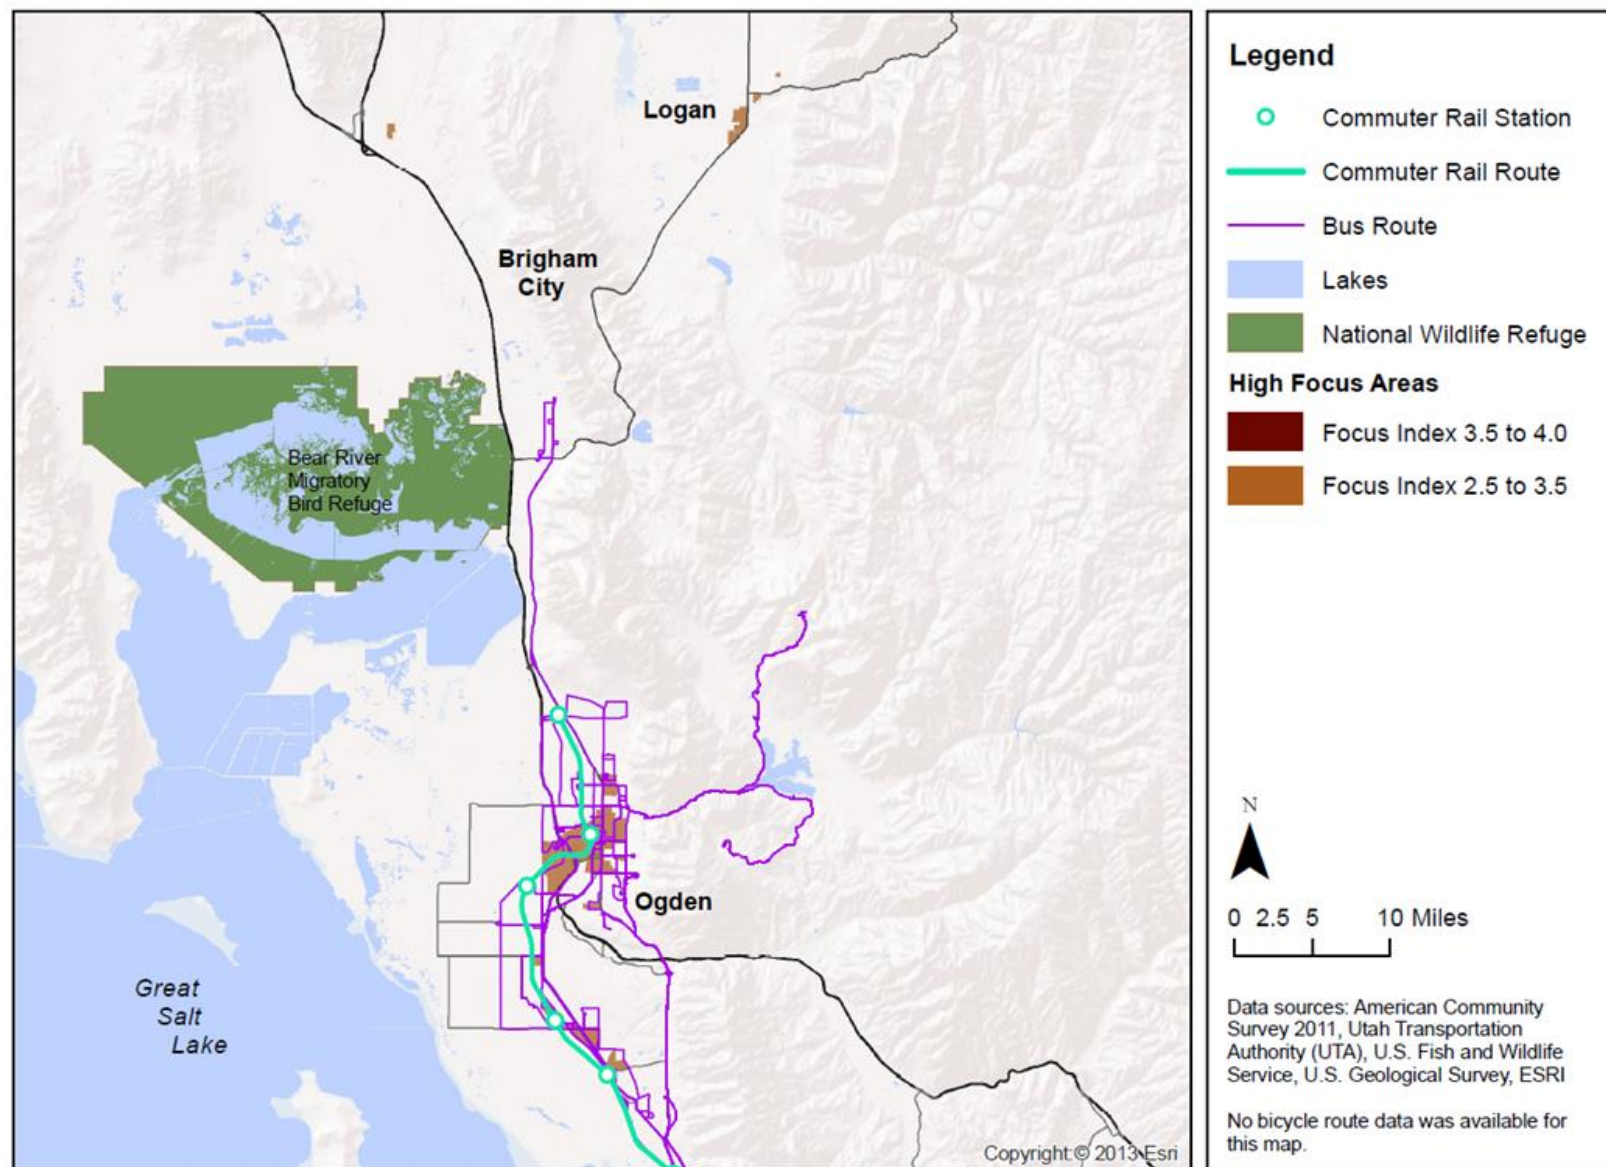 Logan
Brigham
City
Bear River
Migratory
Bird Refuge
Ogden
Great
Salt
Lake
Copyright:© 2013 Esri
Legend
Commuter Rail Station
Commuter Rail Route
Bus Route
Lakes
National Wildlife Refuge
High Focus Areas
Focus Index 3.5 to 4.0
Focus Index 2.5 to 3.5
N
0 2.5 5 10 Miles
Data sources: American Community
Survey 2011, Utah Transportation
Authority (UTA), U.S. Fish and Wildlife
Service, U.S. Geological Survey, ESRI
No bicycle route data was available for
this map.